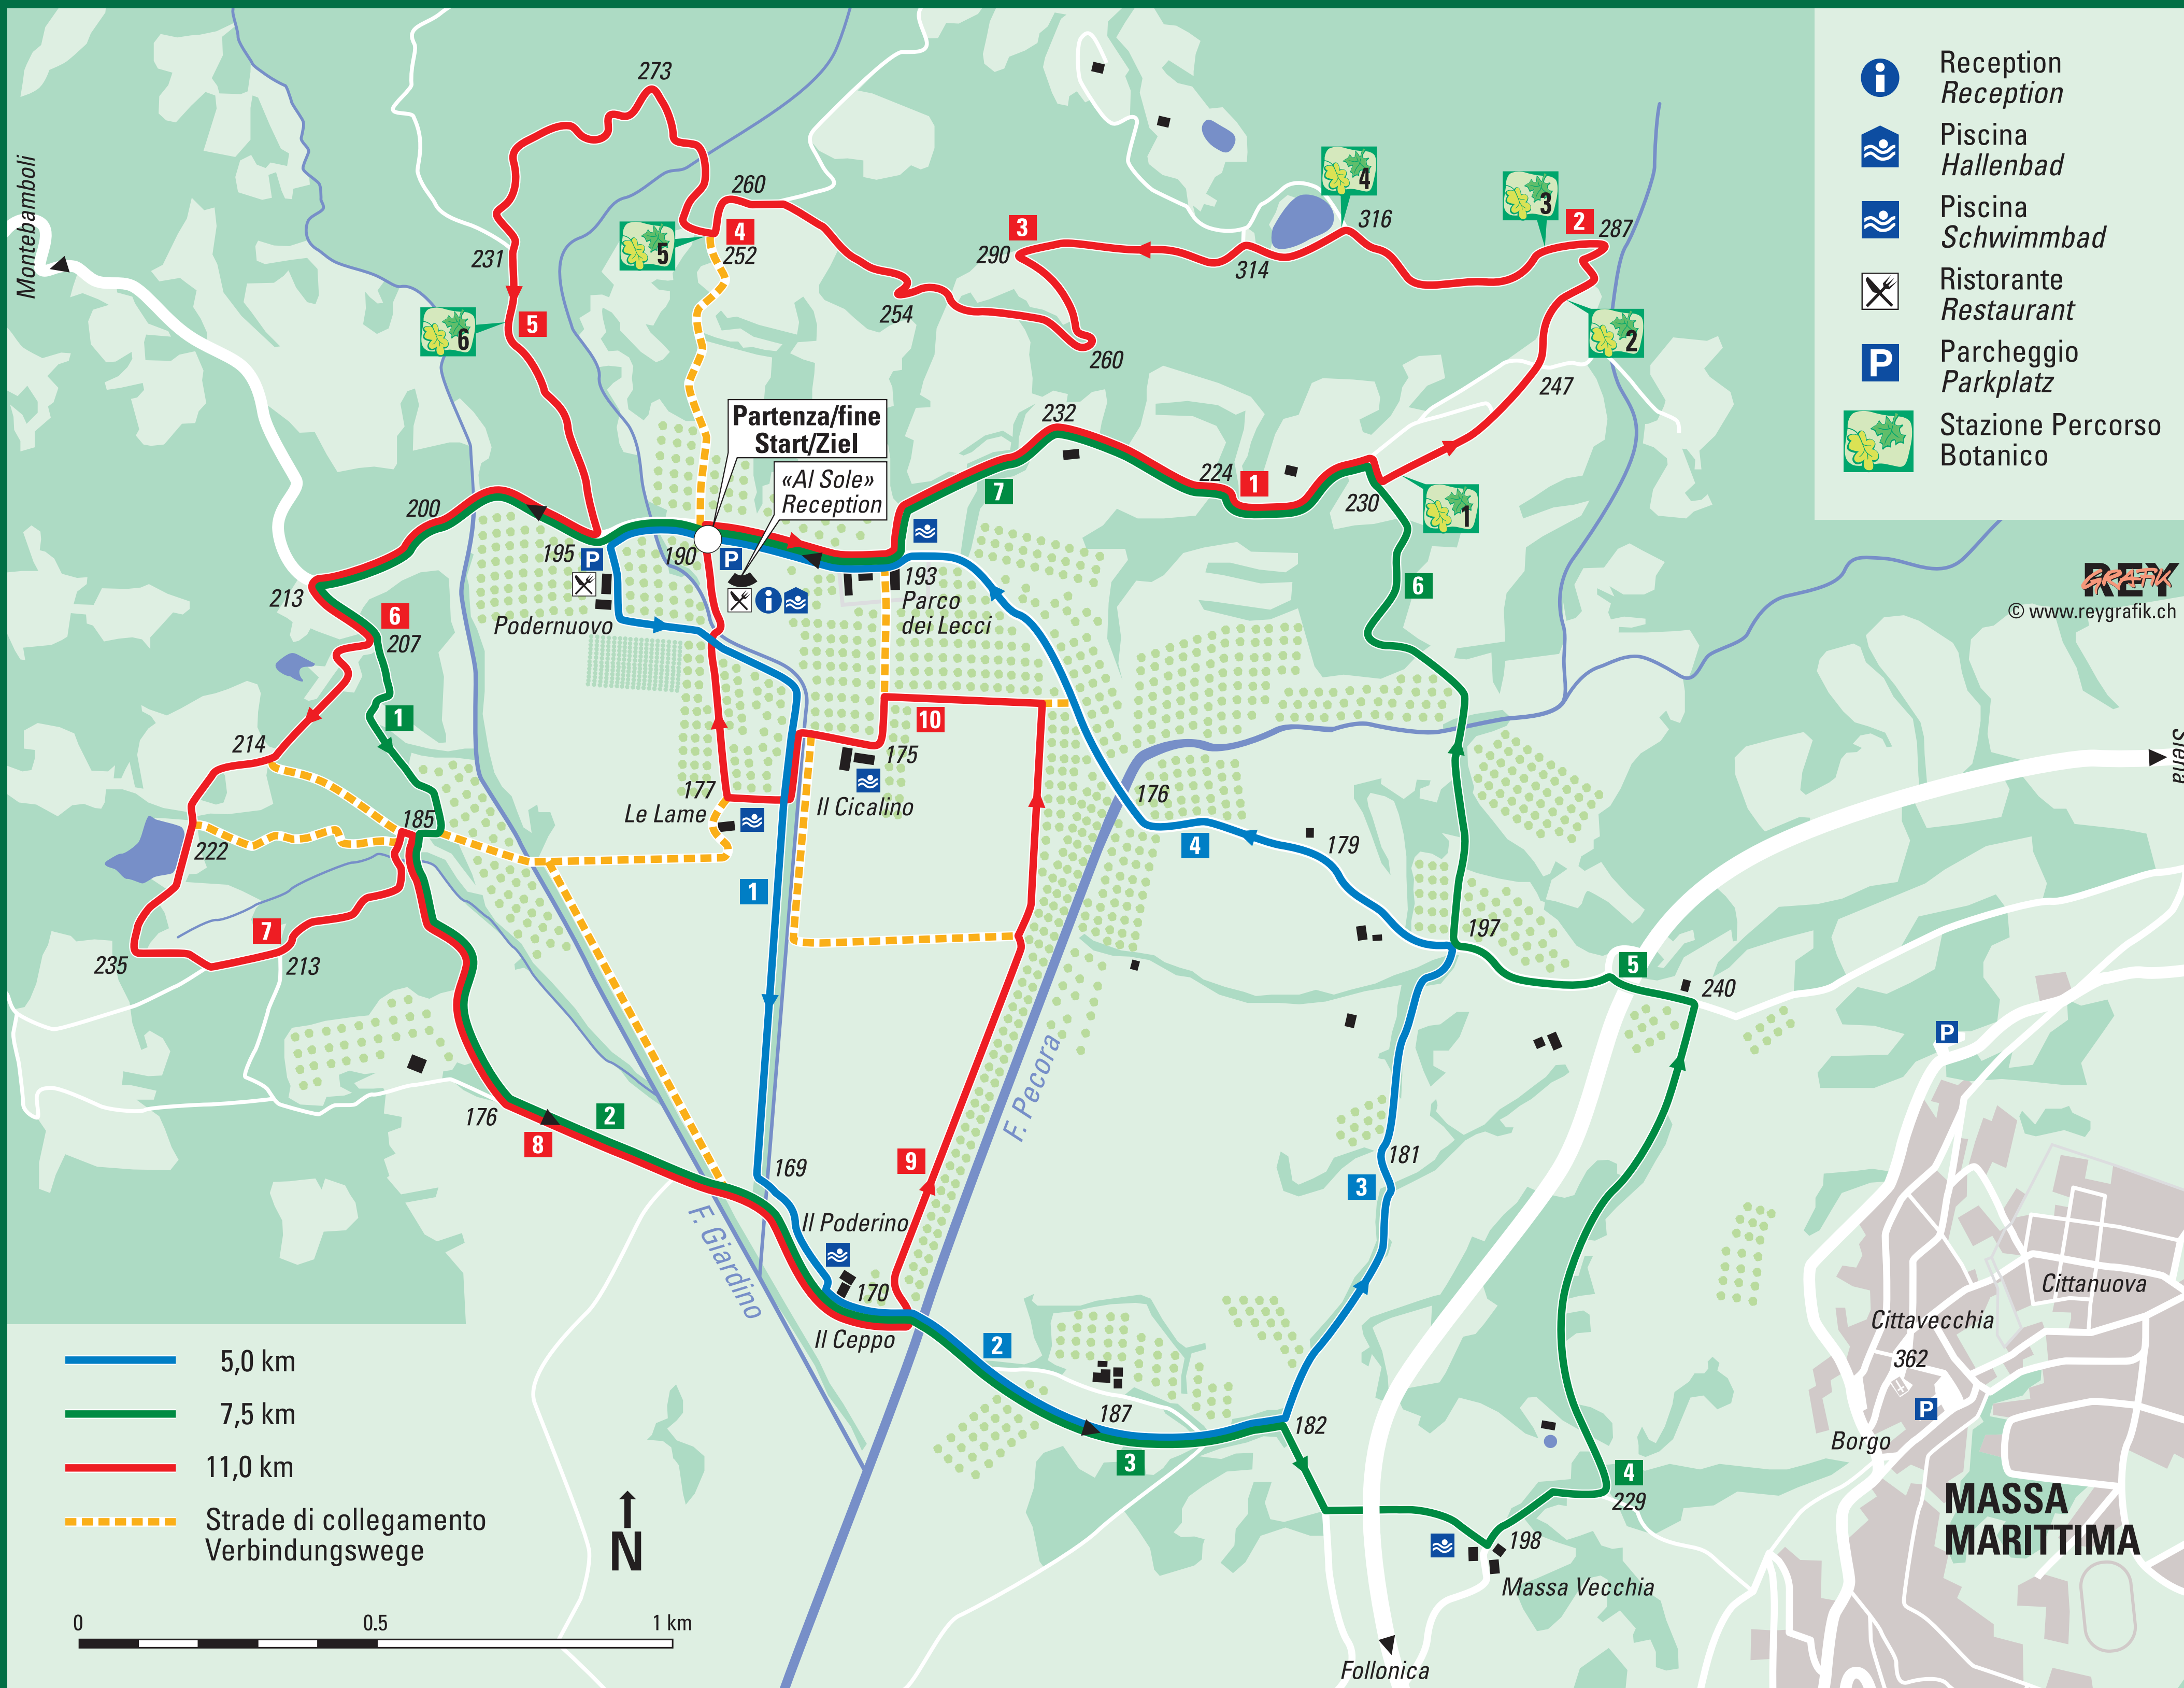 273
260
4
252
5
231
5
6
Montebamboli
3
290
314
4
316
3
2
287
2
247
254
260
232
224
1
230
1
7
Partenza/fine
Start/Ziel
«Al Sole»
Reception
200
195
P
190
P
193
Parco
dei Lecci
Podernuovo
213
6
207
1
214
185
222
235
7
213
177
Le Lame
Il Cicalino
175
10
1
6
176
4
179
197
5
240
176
8
2
169
Il Poderino
170
Il Ceppo
9
F. Pecora
F. Giardino
2
187
3
182
181
3
4
229
198
Massa Vecchia
Follonica
Siena
P
Cittanuova
Cittavecchia
362
P
Borgo
MASSA
MARITTIMA
Reception
Reception
Piscina
Hallenbad
Piscina
Schwimmbad
Ristorante
Restaurant
P
Parcheggio
Parkplatz
Stazione Percorso
Botanico
REY
GRAFIK
© www.reygrafik.ch
5,0 km
7,5 km
11,0 km
Strade di collegamento
Verbindungswege
N
0 0.5 1 km